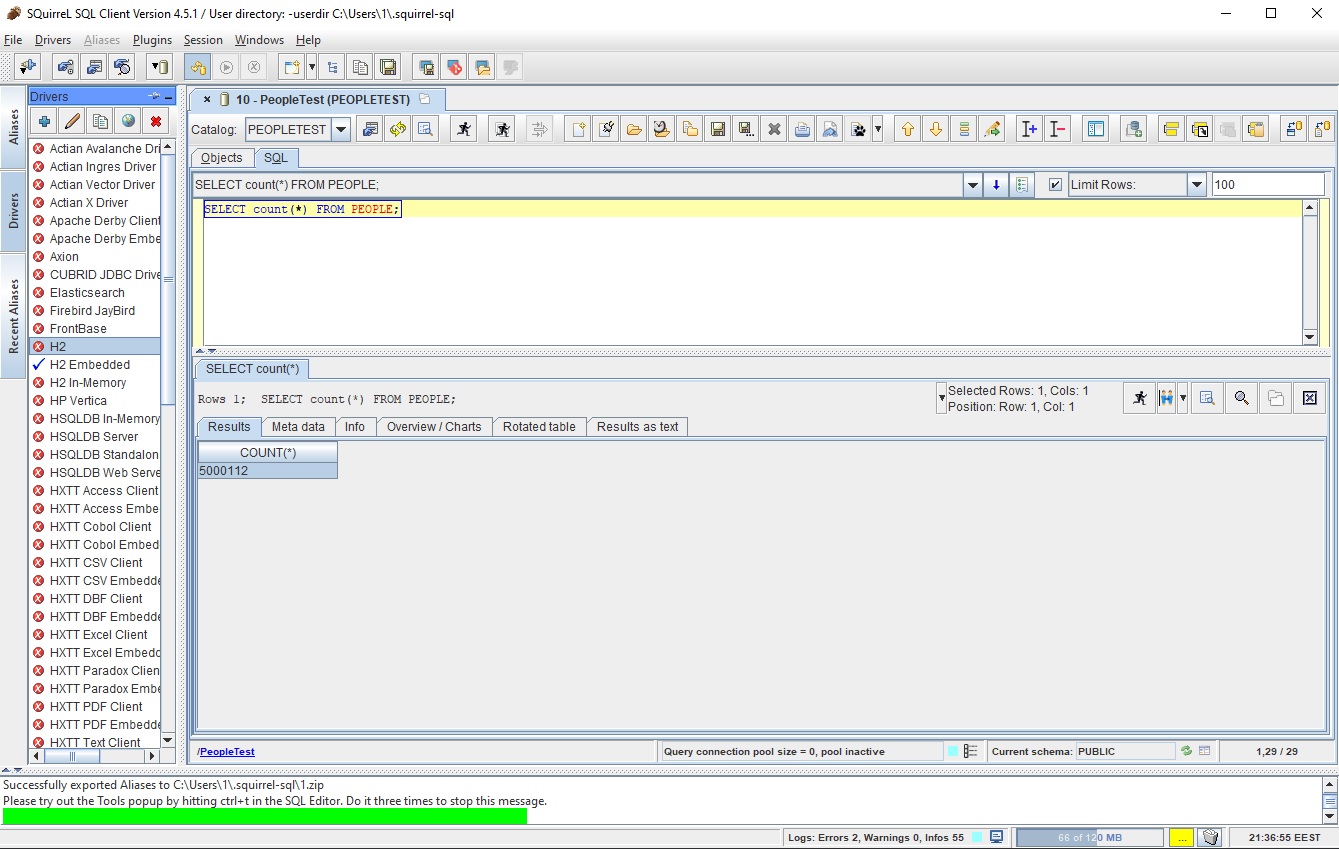 SQuirreL SQL Client Version 4.5.1 / User directory: -userdir C:\Users\1\.squirrel-sql
File Drivers Aliases Plugins Session Windows Help
Drivers
Aliases
Drivers
Recent Aliases
Actian Avalanche Dri
Actian Ingres Driver
Actian Vector Driver
Actian X Driver
Apache Derby Client
Apache Derby Embe
Axion
CUBRID JDBC Drive
Elasticsearch
Firebird JayBird
FrontBase
H2
H2 Embedded
H2 In-Memory
HP Vertica
HSQLDB In-Memory
HSQLDB Server
HSQLDB Standalon
HSQLDB Web Serve
HXTT Access Client
HXTT Access Embe
HXTT Cobol Client
HXTT Cobol Embed
HXTT CSV Client
HXTT CSV Embedde
HXTT DBF Client
HXTT DBF Embedde
HXTT Excel Client
HXTT Excel Embedd
HXTT Paradox Clien
HXTT Paradox Embe
HXTT PDF Client
HXTT PDF Embedde
HXTT Text Client
10 - PeopleTest (PEOPLETEST)
Catalog: PEOPLETEST
Objects SQL
SELECT count(*) FROM PEOPLE;
Limit Rows: 100
SELECT count(*) FROM PEOPLE;
SELECT count(*)
Rows 1; SELECT count(*) FROM PEOPLE;
Selected Rows: 1, Cols: 1
Position: Row: 1, Col: 1
Results Meta data Info Overview / Charts Rotated table Results as text
COUNT(*)
5000112
/PeopleTest
Query connection pool size = 0, pool inactive
Current schema: PUBLIC
1,29 / 29
Successfully exported Aliases to C:\Users\1\.squirrel-sql\1.zip
Please try out the Tools popup by hitting ctrl+t in the SQL Editor. Do it three times to stop this message.
Logs: Errors 2, Warnings 0, Infos 55
66 of 120 MB
...
21:36:55 EEST